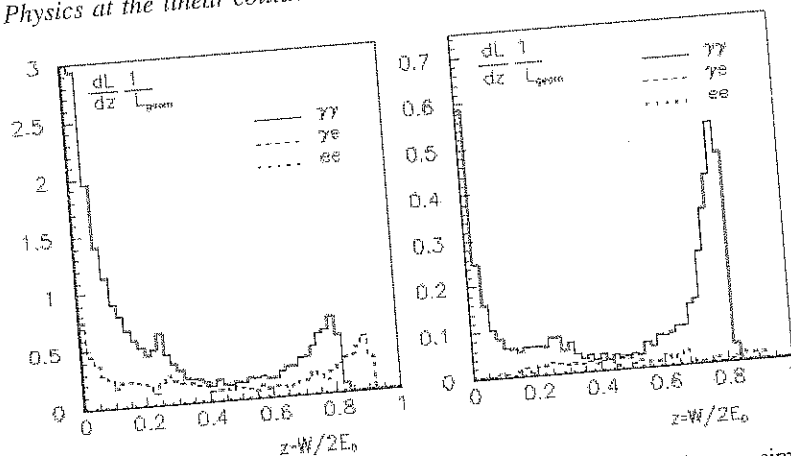 Physics at the linear
3
2.5
2
1.5
1
0.5
0
dL 1
dz L_geom
γγ
γe
ee
0 0.2 0.4 0.6 0.8 1
z=W/2E₀
0.7
0.6
0.5
0.4
0.3
0.2
0.1
0
dL 1
dz L_geom
γγ
γe
ee
0 0.2 0.4 0.6 0.8 1
z=W/2E₀